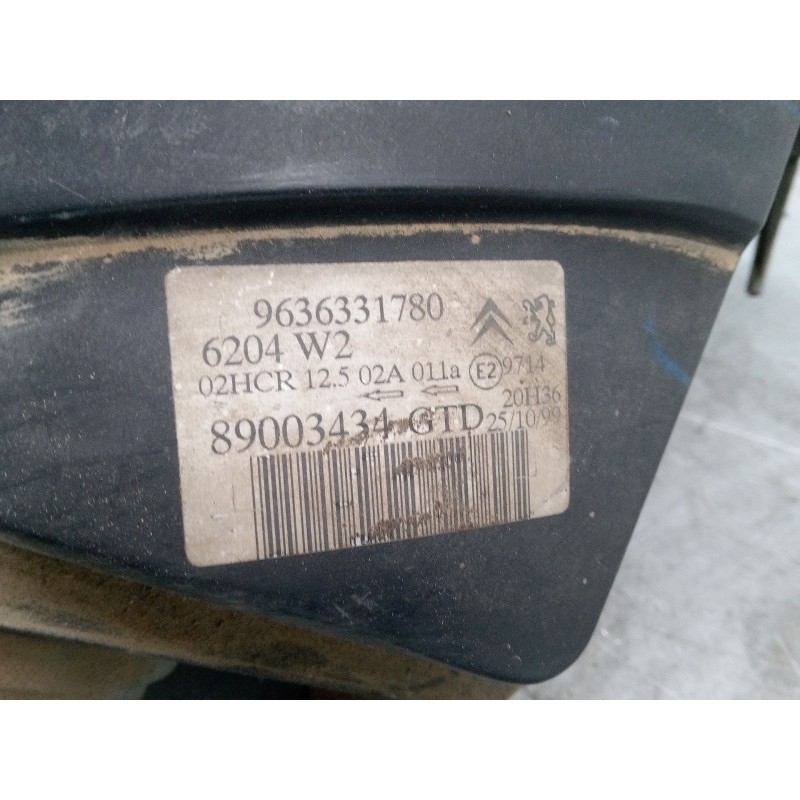 9636331780
6204 W2
02HCR 12.5 02A 011a E2 9714
20H36
89003434 GTD 25/10/99